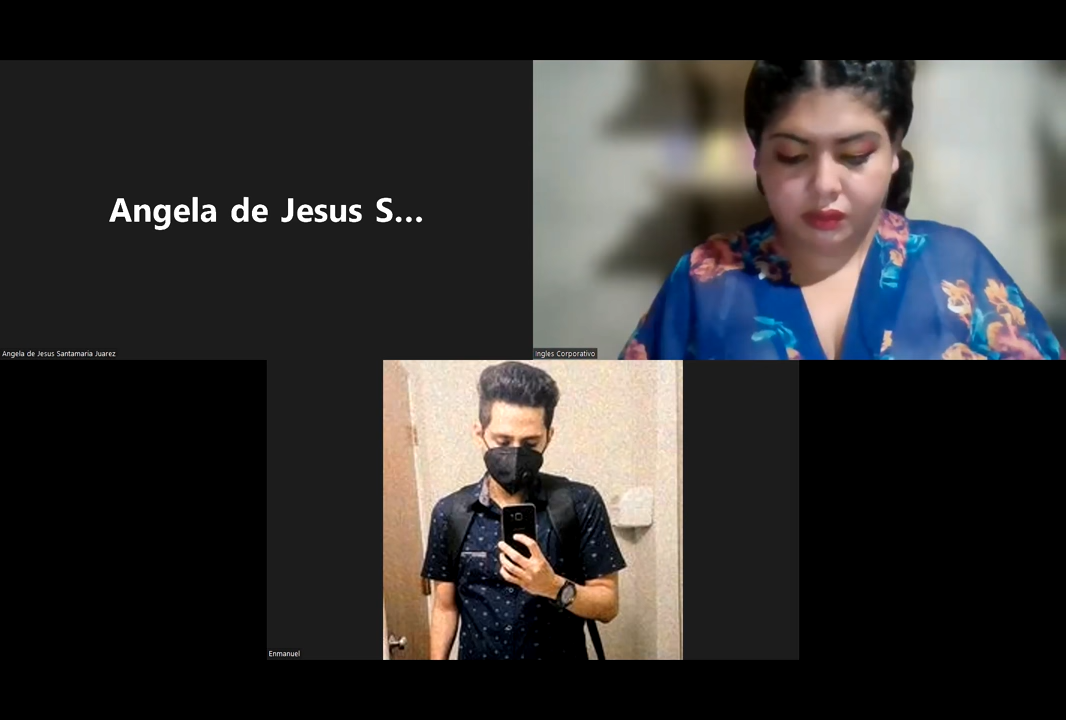 Angela de Jesus S...
Angela de Jesus Santamaria Juarez
Ingles Corporativo
Enmanuel